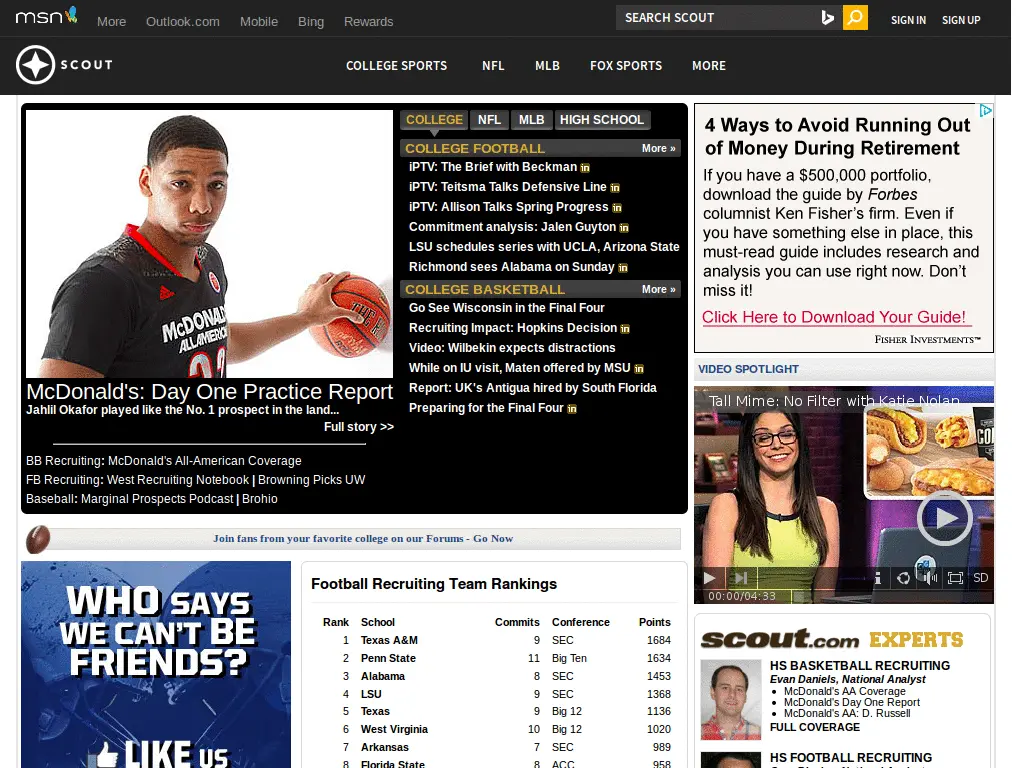 msn More Outlook.com Mobile Bing Rewards SEARCH SCOUT SIGN IN SIGN UP
SCOUT COLLEGE SPORTS NFL MLB FOX SPORTS MORE
McDONALD'S
ALL AMERICAN
McDonald's: Day One Practice Report
Jahlil Okafor played like the No. 1 prospect in the land...
Full story >>
BB Recruiting: McDonald's All-American Coverage
FB Recruiting: West Recruiting Notebook | Browning Picks UW
Baseball: Marginal Prospects Podcast | Brohio
COLLEGE NFL MLB HIGH SCHOOL
COLLEGE FOOTBALL More »
iPTV: The Brief with Beckman in
iPTV: Teitsma Talks Defensive Line in
iPTV: Allison Talks Spring Progress in
Commitment analysis: Jalen Guyton in
LSU schedules series with UCLA, Arizona State
Richmond sees Alabama on Sunday in
COLLEGE BASKETBALL More »
Go See Wisconsin in the Final Four
Recruiting Impact: Hopkins Decision in
Video: Wilbekin expects distractions
While on IU visit, Maten offered by MSU in
Report: UK's Antigua hired by South Florida
Preparing for the Final Four in
Join fans from your favorite college on our Forums - Go Now
WHO SAYS
WE CAN'T BE
FRIENDS?
LIKE US
Football Recruiting Team Rankings
Rank School Commits Conference Points
1 Texas A&M 9 SEC 1684
2 Penn State 11 Big Ten 1634
3 Alabama 8 SEC 1453
4 LSU 9 SEC 1368
5 Texas 9 Big 12 1136
6 West Virginia 10 Big 12 1020
7 Arkansas 7 SEC 989
8 Florida State 8 ACC 958
4 Ways to Avoid Running Out
of Money During Retirement
If you have a $500,000 portfolio,
download the guide by Forbes
columnist Ken Fisher's firm. Even if
you have something else in place, this
must-read guide includes research and
analysis you can use right now. Don't
miss it!
Click Here to Download Your Guide!
FISHER INVESTMENTS™
VIDEO SPOTLIGHT
Tall Mime: No Filter with Katie Nolan
SD
00:00/04:33
scout.com EXPERTS
HS BASKETBALL RECRUITING
Evan Daniels, National Analyst
• McDonald's AA Coverage
• McDonald's Day One Report
• McDonald's AA: D. Russell
FULL COVERAGE
HS FOOTBALL RECRUITING